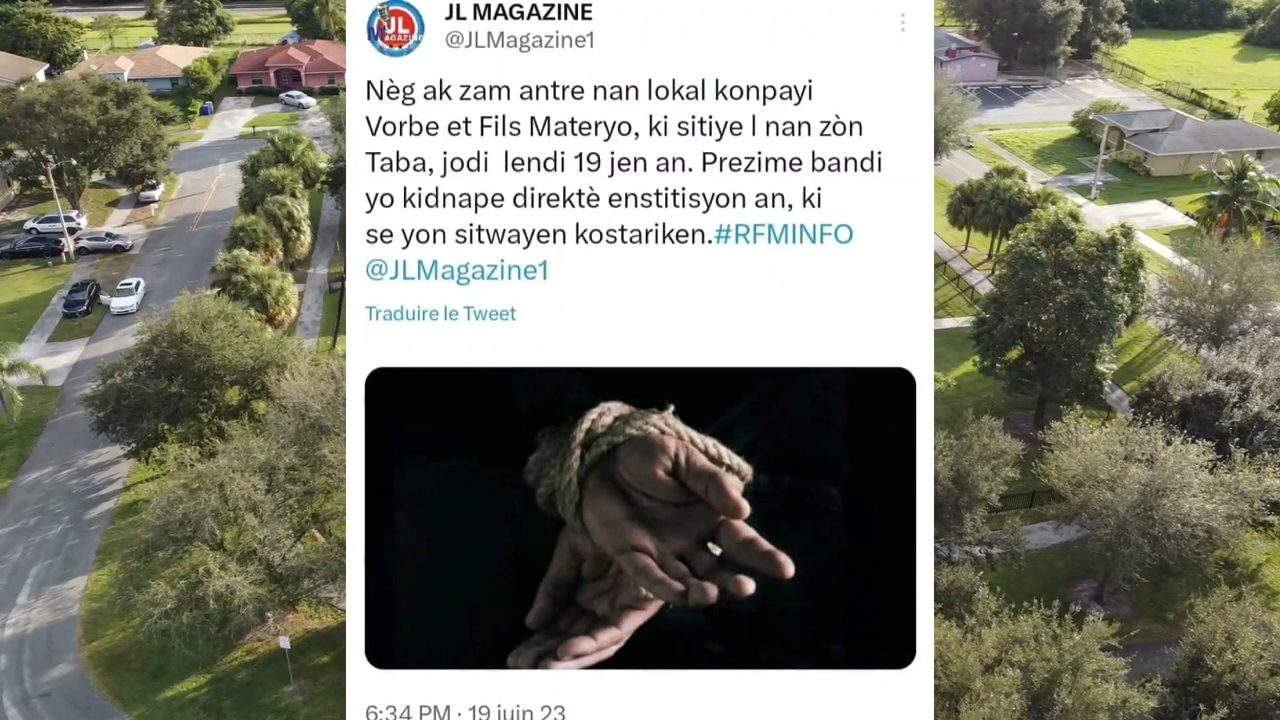 JL MAGAZINE
@JLMagazine1
JL
MAGAZINE
Nèg ak zam antre nan lokal konpayi
Vorbe et Fils Materyo, ki sitiye l nan zòn
Taba, jodi  lendi 19 jen an. Prezime bandi
yo kidnape direktè enstitisyon an, ki
se yon sitwayen kostariken.#RFMINFO
@JLMagazine1
Traduire le Tweet
6:34 PM · 19 juin 23